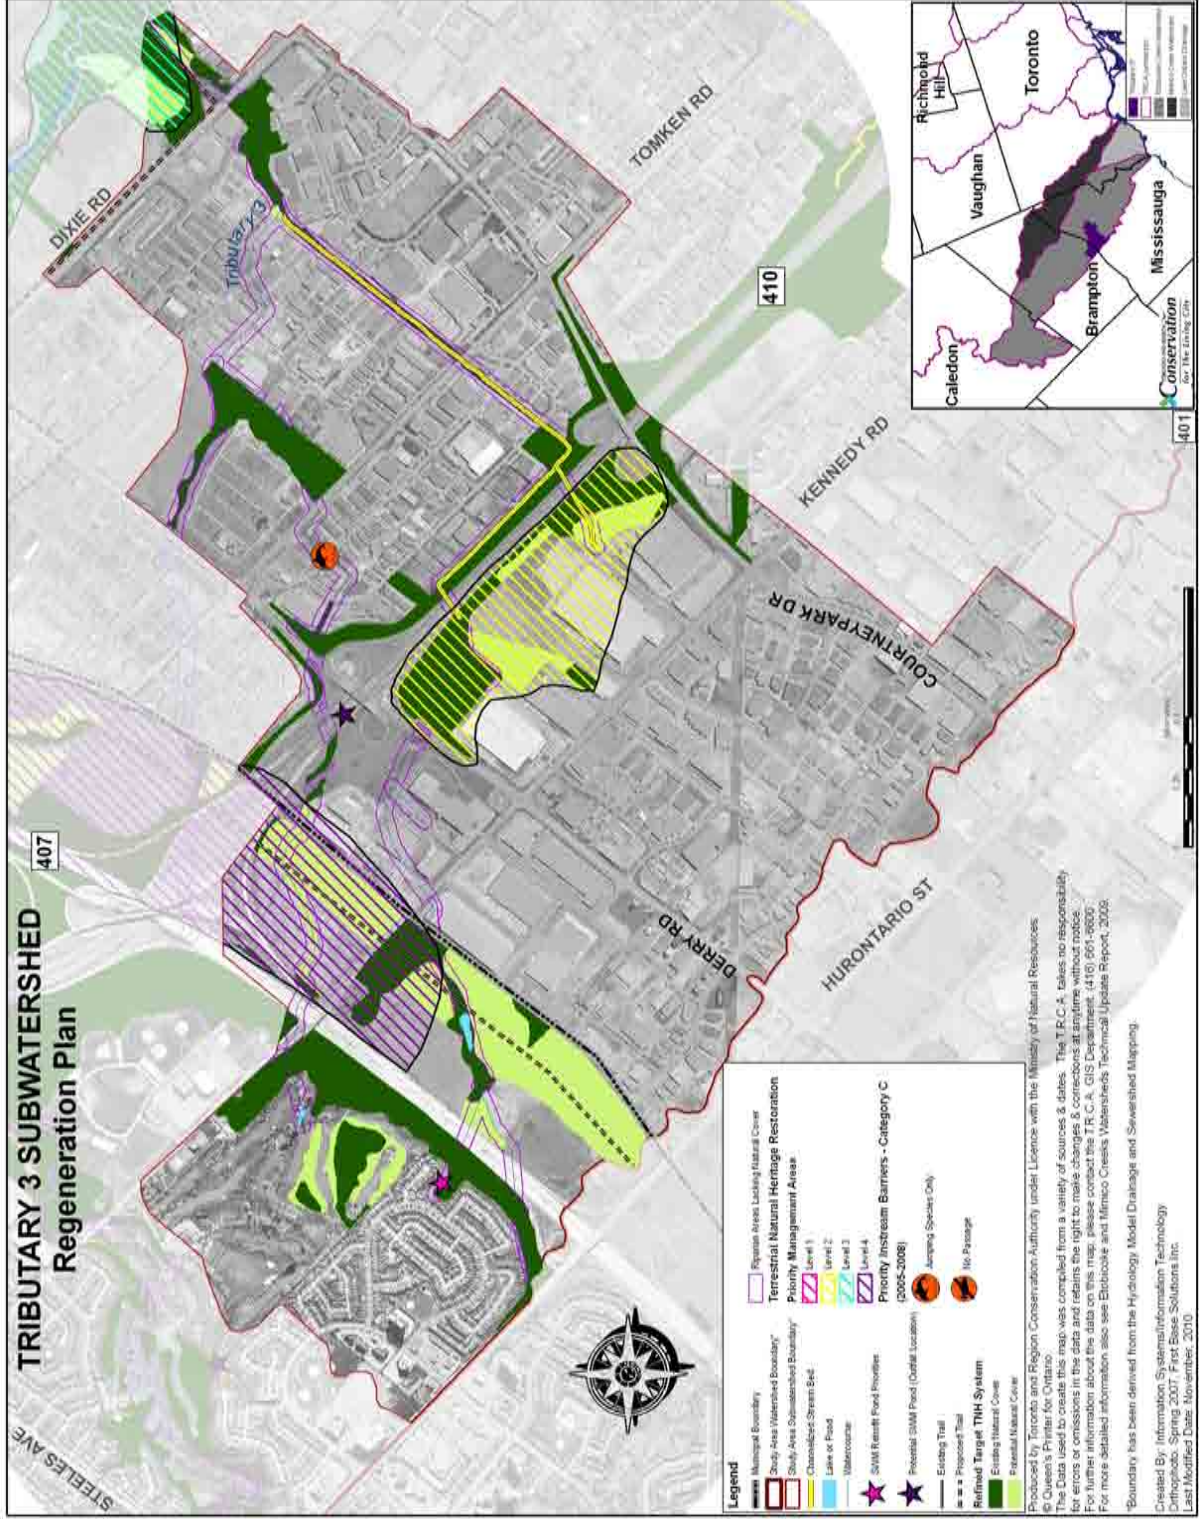 TRIBUTARY 3 SUBWATERSHED
Regeneration Plan
STEELES AVE
407
DIXIE RD
Tributary 3
TOMKEN RD
410
KENNEDY RD
COURTNEYPARK DR
DERRY RD
HURONTARIO ST
401
Richmond
Hill
Toronto
Vaughan
Caledon
Brampton
Mississauga
Conservation
for The Living City
Legend
Municipal Boundary
Study Area Watershed Boundary*
Study Area Subwatershed Boundary*
Channelized Stream Bed
Lake or Pond
Watercourse
SWM Retrofit Pond Priorities
Potential SWM Pond (Outfall Location)
Existing Trail
Proposed Trail
Refined Target TNH System
Existing Natural Cover
Potential Natural Cover
Riparian Areas Lacking Natural Cover
Terrestrial Natural Heritage Restoration
Priority Management Areas
Level 1
Level 2
Level 3
Level 4
Priority Instream Barriers - Category C
(2005-2008)
Jumping Species Only
No Passage
Produced by Toronto and Region Conservation Authority under Licence with the Ministry of Natural Resources
© Queen's Printer for Ontario
The Data used to create this map was compiled from a variety of sources & dates. The T.R.C.A. takes no responsibility
for errors or omissions in the data and retains the right to make changes & corrections at anytime without notice.
For further information about the data on this map, please contact the T.R.C.A. GIS Department. (416) 661-6600.
For more detailed information also see Etobicoke and Mimico Creeks Watersheds Technical Update Report, 2009.
*Boundary has been derived from the Hydrology Model Drainage and Sewershed Mapping.
Created By: Information Systems/Information Technology
Orthophoto: Spring 2007, First Base Solutions Inc.
Last Modified Date: November, 2010